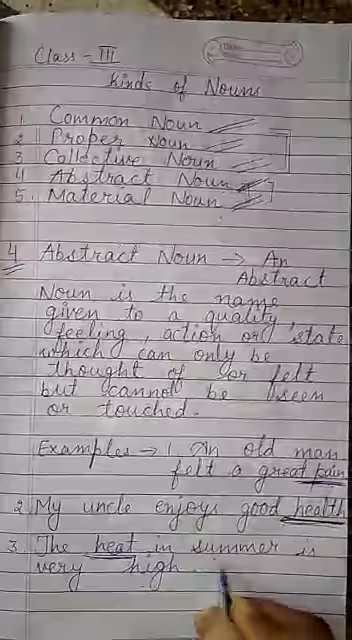 Class - III
Kinds of Nouns
1. Common Noun
2. Proper Noun
3. Collective Noun
4. Abstract Noun
5. Material Noun
4 Abstract Noun → An
Abstract
Noun is the name
given to a quality,
feeling, action or state
which can only be
thought of or felt
but cannot be seen
or touched.
Examples → 1. An old man
felt a great pain
2. My uncle enjoys good health
3. The heat in summer is
very high